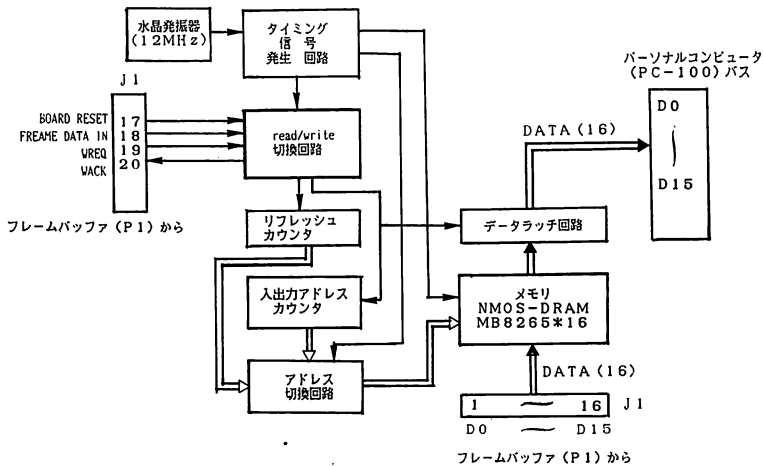 水晶発振器
(12MHz)
タイミング
信号
発生 回路
パーソナルコンピュータ
(PC-100)バス
J1
D0
D15
BOARD RESET
FREAME DATA IN
WREQ
WACK
17
18
19
20
read/write
切換回路
DATA(16)
フレームバッファ(P1)から
リフレッシュ
カウンタ
データラッチ回路
入出力アドレス
カウンタ
メモリ
NMOS-DRAM
MB8265*16
アドレス
切換回路
DATA(16)
1 〜 16
J1
D0 〜 D15
フレームバッファ(P1)から